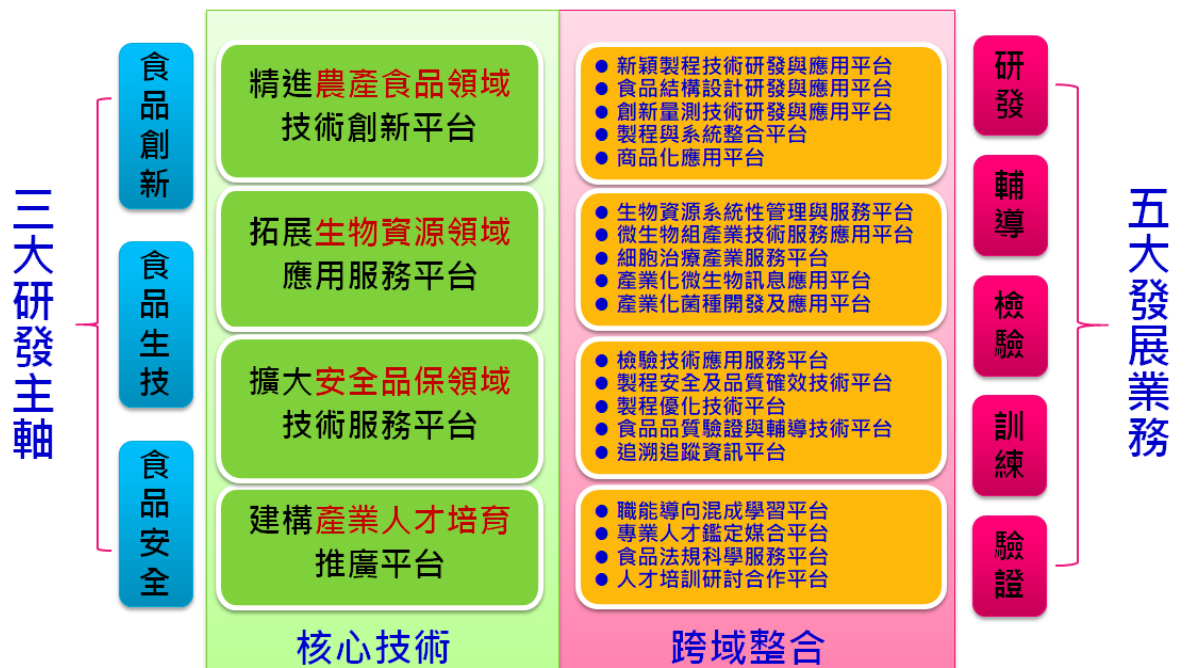 三大研發主軸
食品創新
食品生技
食品安全
精進農產食品領域
技術創新平台
拓展生物資源領域
應用服務平台
擴大安全品保領域
技術服務平台
建構產業人才培育
推廣平台
核心技術
● 新穎製程技術研發與應用平台
● 食品結構設計研發與應用平台
● 創新量測技術研發與應用平台
● 製程與系統整合平台
● 商品化應用平台
● 生物資源系統性管理與服務平台
● 微生物組產業技術服務應用平台
● 細胞治療產業服務平台
● 產業化微生物訊息應用平台
● 產業化菌種開發及應用平台
● 檢驗技術應用服務平台
● 製程安全及品質確效技術平台
● 製程優化技術平台
● 食品品質驗證與輔導技術平台
● 追溯追蹤資訊平台
● 職能導向混成學習平台
● 專業人才鑑定媒合平台
● 食品法規科學服務平台
● 人才培訓研討合作平台
跨域整合
研發
輔導
檢驗
訓練
驗證
五大發展業務